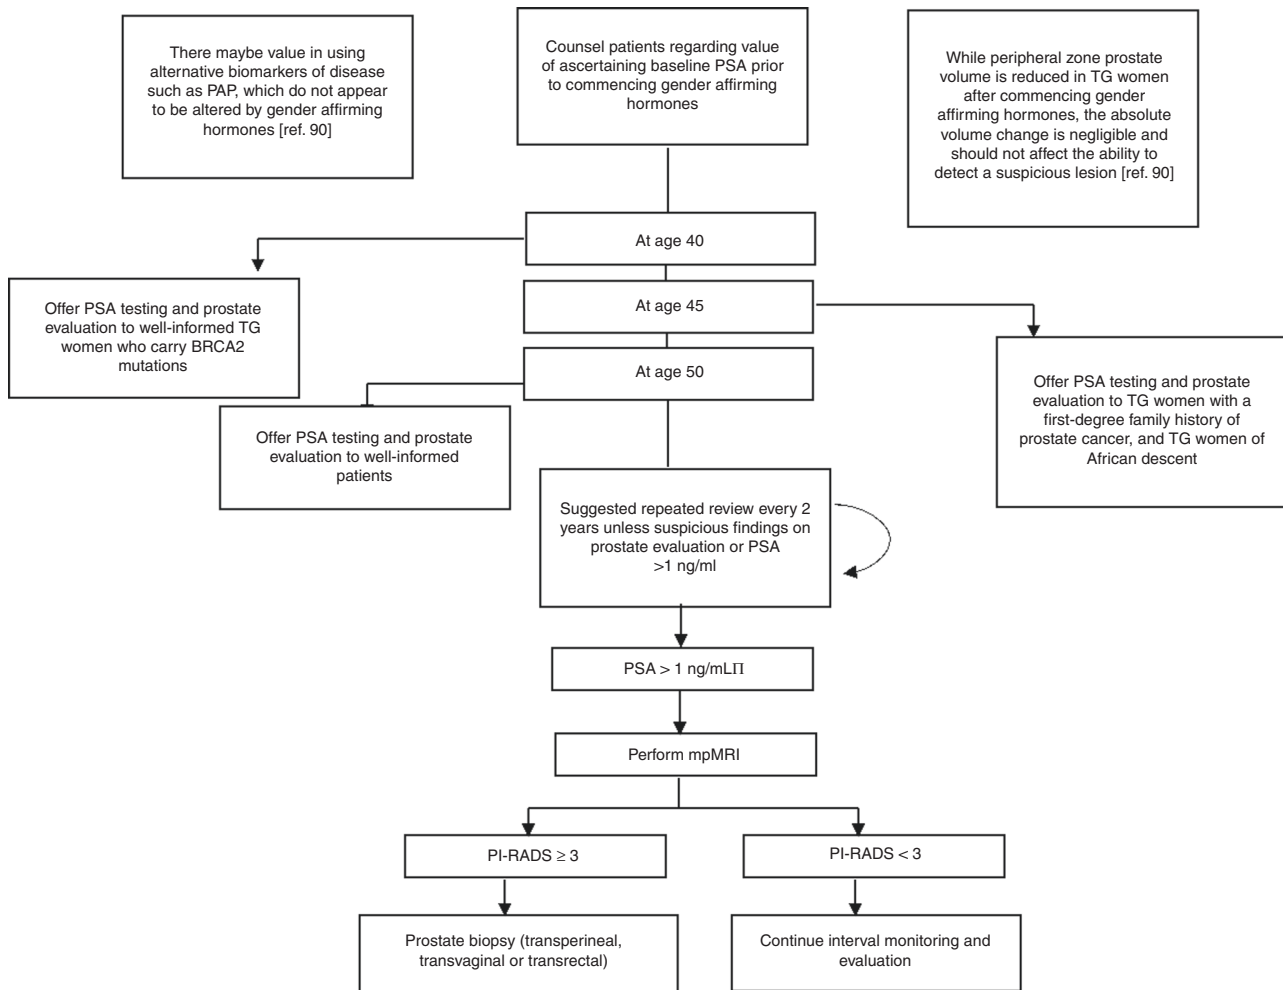 There maybe value in using
alternative biomarkers of disease
such as PAP, which do not appear
to be altered by gender affirming
hormones [ref. 90]
Counsel patients regarding value
of ascertaining baseline PSA prior
to commencing gender affirming
hormones
While peripheral zone prostate
volume is reduced in TG women
after commencing gender
affirming hormones, the absolute
volume change is negligible and
should not affect the ability to
detect a suspicious lesion [ref. 90]
At age 40
Offer PSA testing and prostate
evaluation to well-informed TG
women who carry BRCA2
mutations
At age 45
At age 50
Offer PSA testing and prostate
evaluation to TG women with a
first-degree family history of
prostate cancer, and TG women of
African descent
Offer PSA testing and prostate
evaluation to well-informed
patients
Suggested repeated review every 2
years unless suspicious findings on
prostate evaluation or PSA
>1 ng/ml
PSA > 1 ng/mLΠ
Perform mpMRI
PI-RADS ≥ 3
PI-RADS < 3
Prostate biopsy (transperineal,
transvaginal or transrectal)
Continue interval monitoring and
evaluation